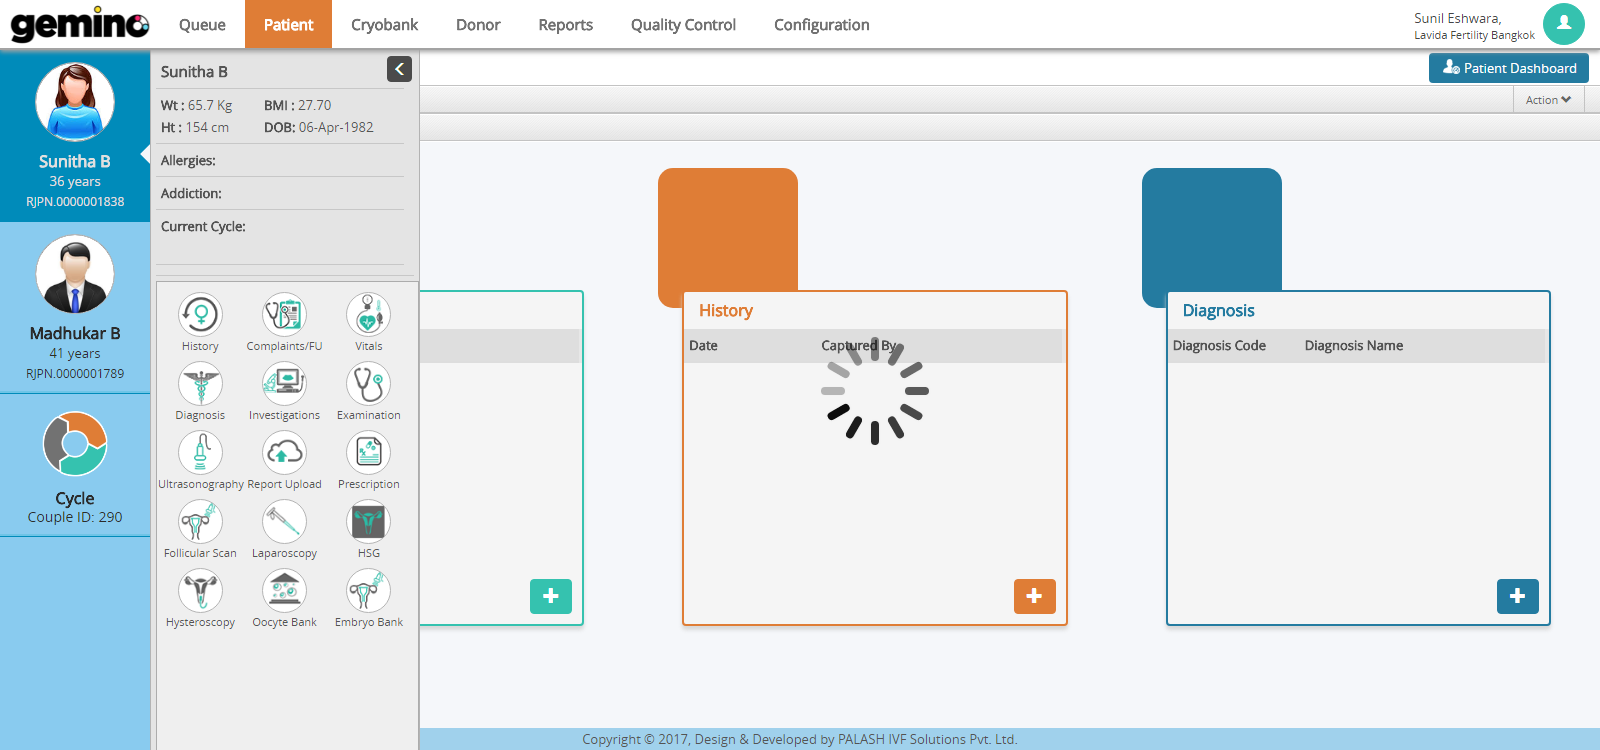 gemino
Queue Patient Cryobank Donor Reports Quality Control Configuration
Sunil Eshwara,
Lavida Fertility Bangkok
Patient Dashboard
Action
Sunitha B
36 years
RJPN.0000001838
Madhukar B
41 years
RJPN.0000001789
Cycle
Couple ID: 290
Sunitha B
Wt : 65.7 Kg BMI : 27.70
Ht : 154 cm DOB: 06-Apr-1982
Allergies:
Addiction:
Current Cycle:
History Complaints/FU Vitals
Diagnosis Investigations Examination
Ultrasonography Report Upload Prescription
Follicular Scan Laparoscopy HSG
Hysteroscopy Oocyte Bank Embryo Bank
History
Date Captured By
Diagnosis
Diagnosis Code Diagnosis Name
Copyright © 2017, Design & Developed by PALASH IVF Solutions Pvt. Ltd.